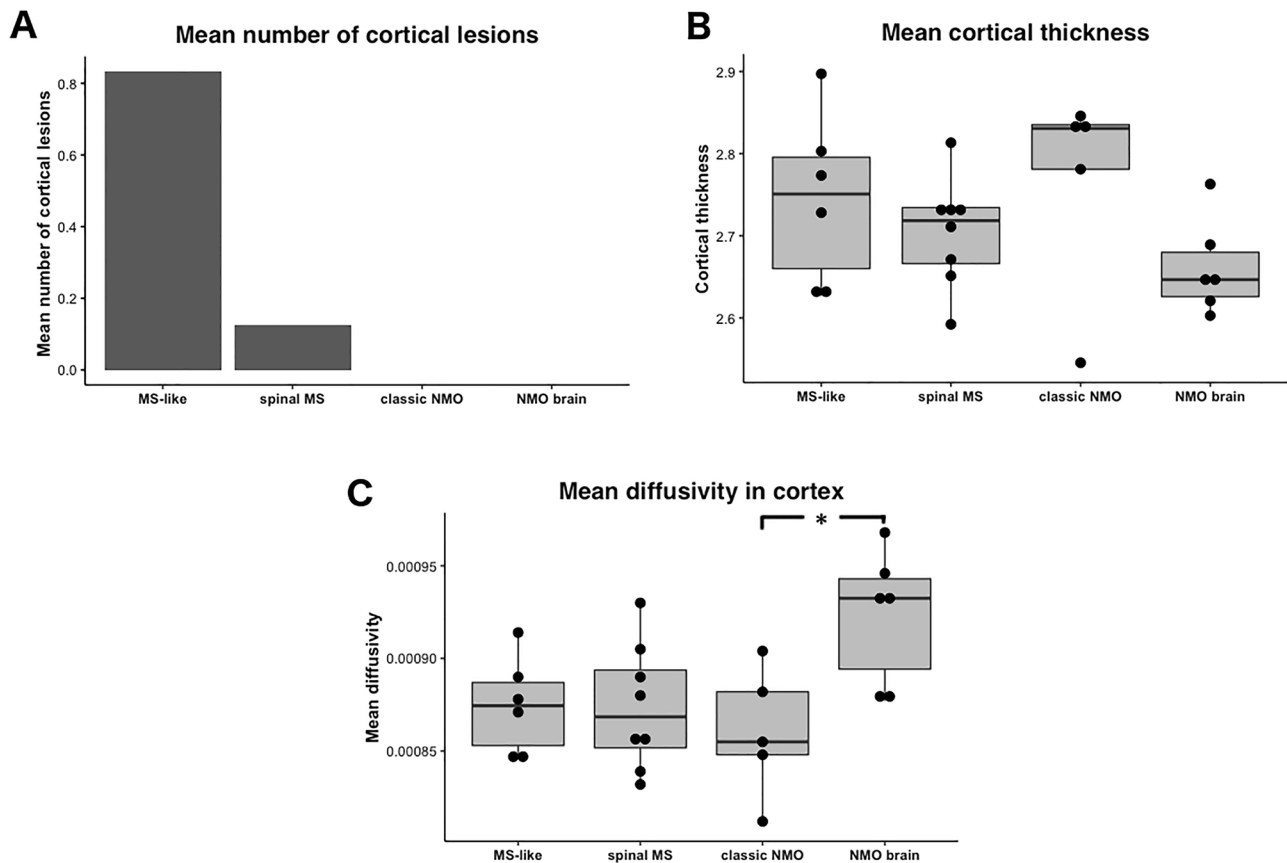 A
Mean number of cortical lesions
Mean number of cortical lesions
0.8
0.6
0.4
0.2
0.0
MS-like spinal MS classic NMO NMO brain
B
Mean cortical thickness
Cortical thickness
2.9
2.8
2.7
2.6
MS-like spinal MS classic NMO NMO brain
C
Mean diffusivity in cortex
*
Mean diffusivity
0.00095
0.00090
0.00085
MS-like spinal MS classic NMO NMO brain